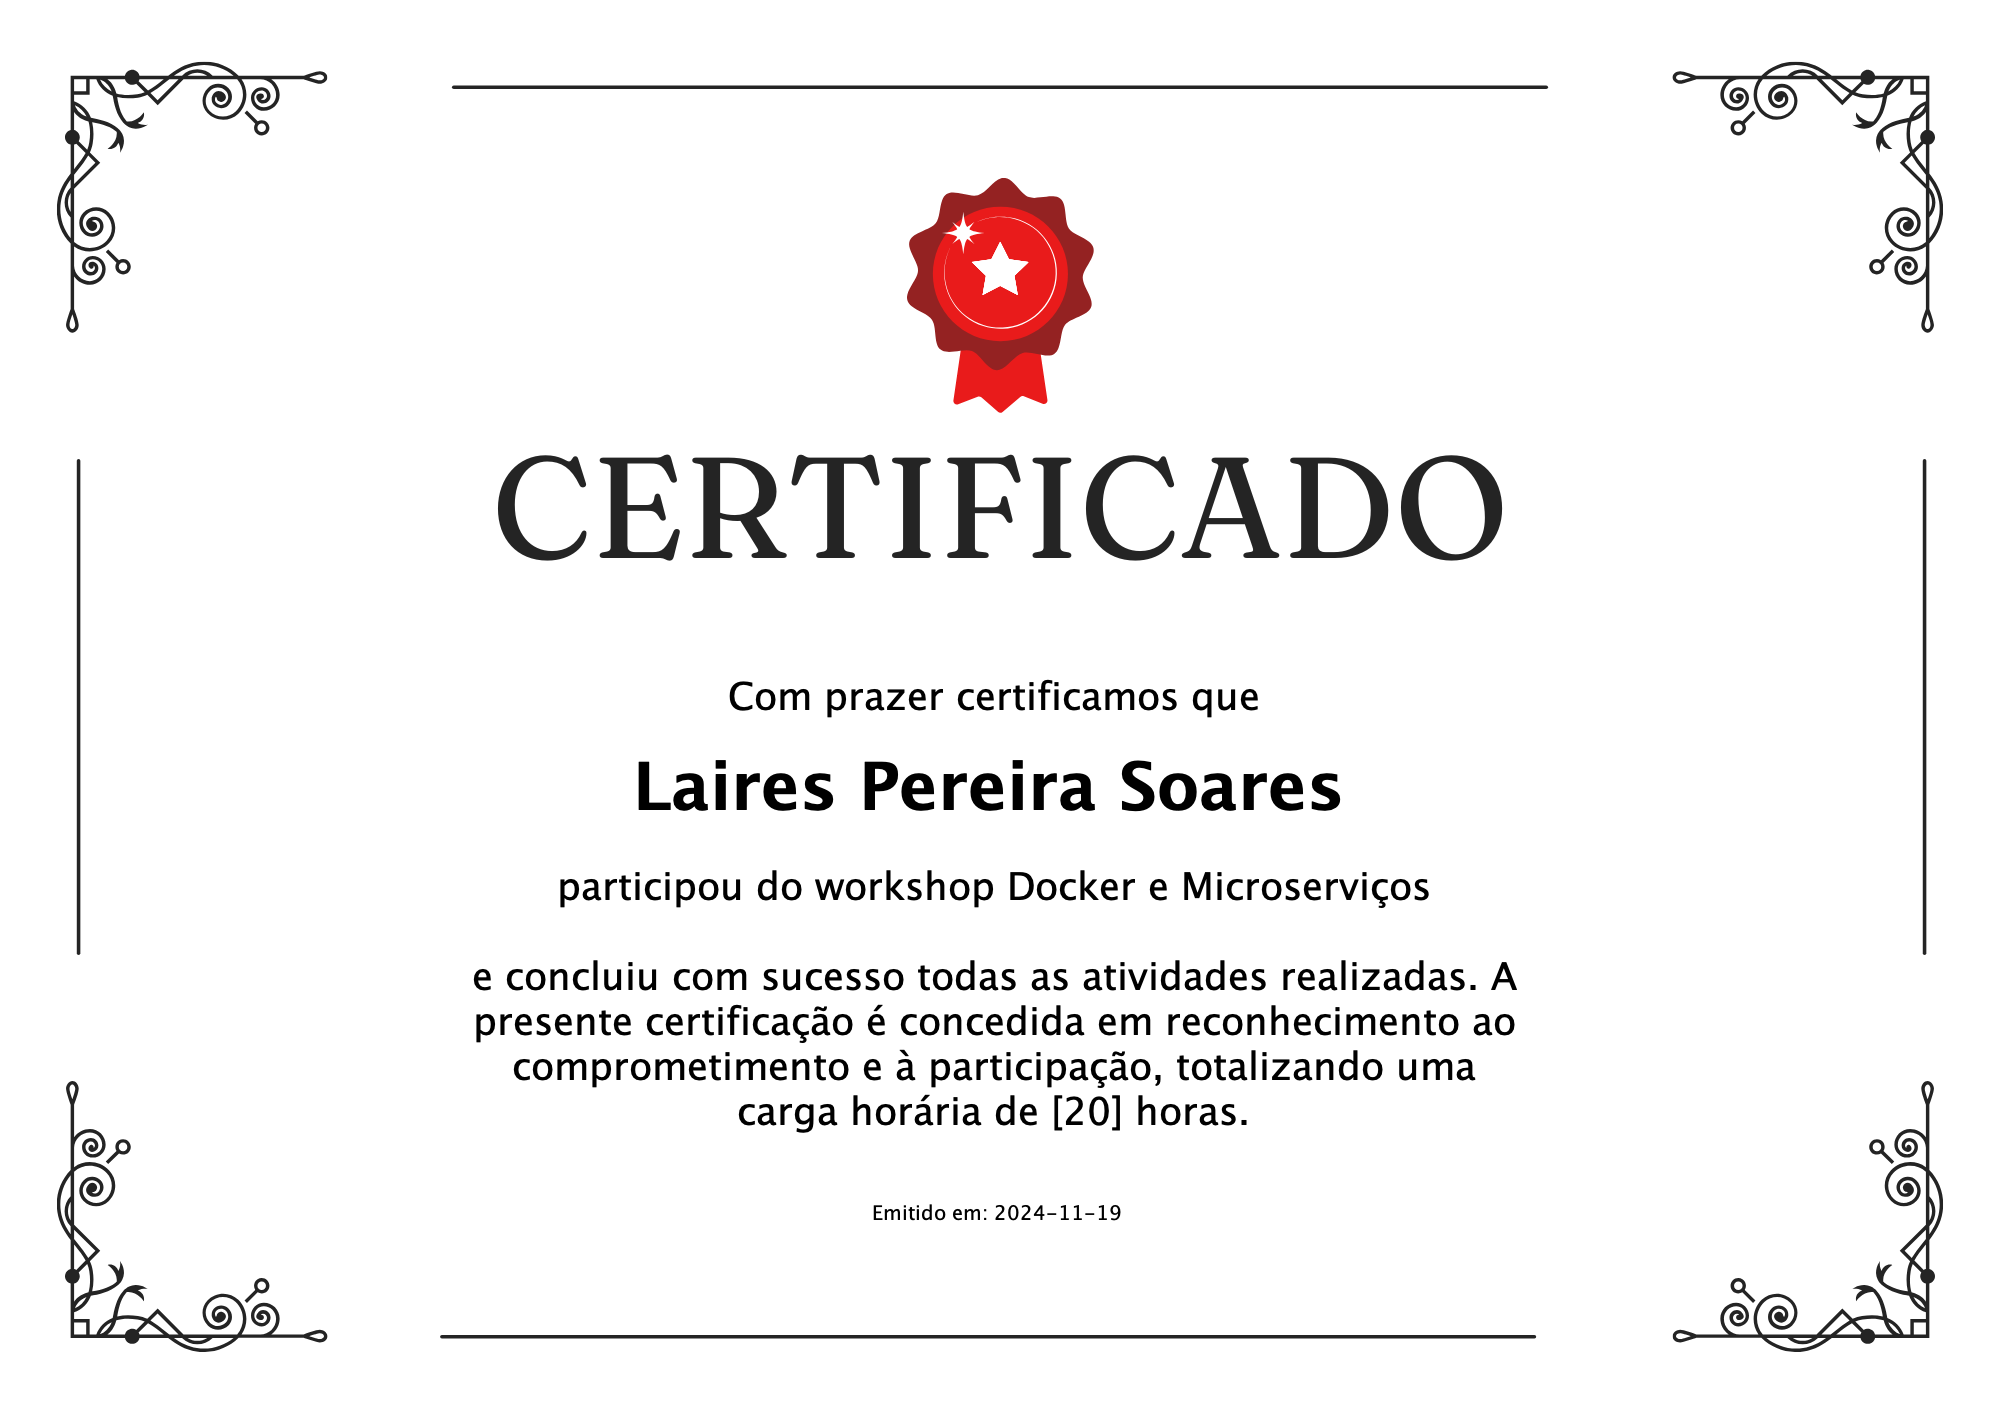 CERTIFICADO
Com prazer certificamos que
Laires Pereira Soares
participou do workshop Docker e Microserviços
e concluiu com sucesso todas as atividades realizadas. A
presente certificação é concedida em reconhecimento ao
comprometimento e à participação, totalizando uma
carga horária de [20] horas.
Emitido em: 2024-11-19